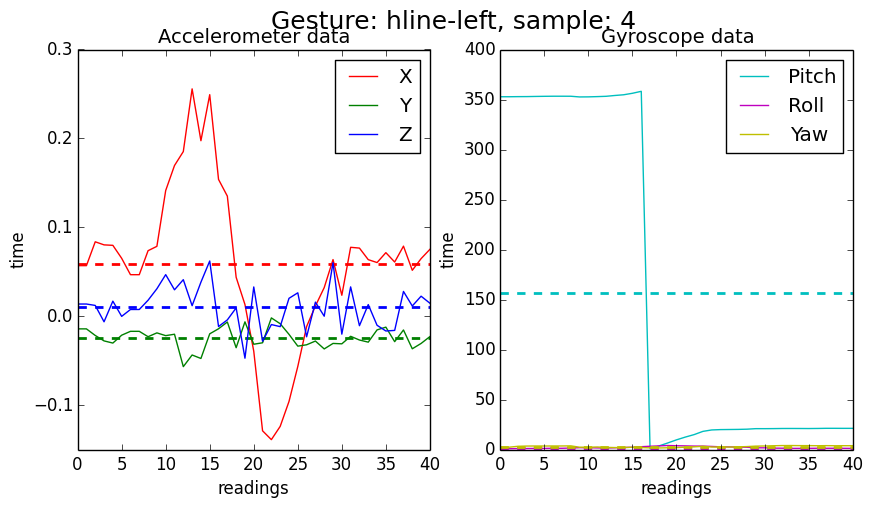 Gesture: hline-left, sample: 4
Accelerometer data
0.3
0.2
0.1
0.0
−0.1
time
0 5 10 15 20 25 30 35 40
readings
X
Y
Z
Gyroscope data
400
350
300
250
200
150
100
50
0
time
0 5 10 15 20 25 30 35 40
readings
Pitch
Roll
Yaw